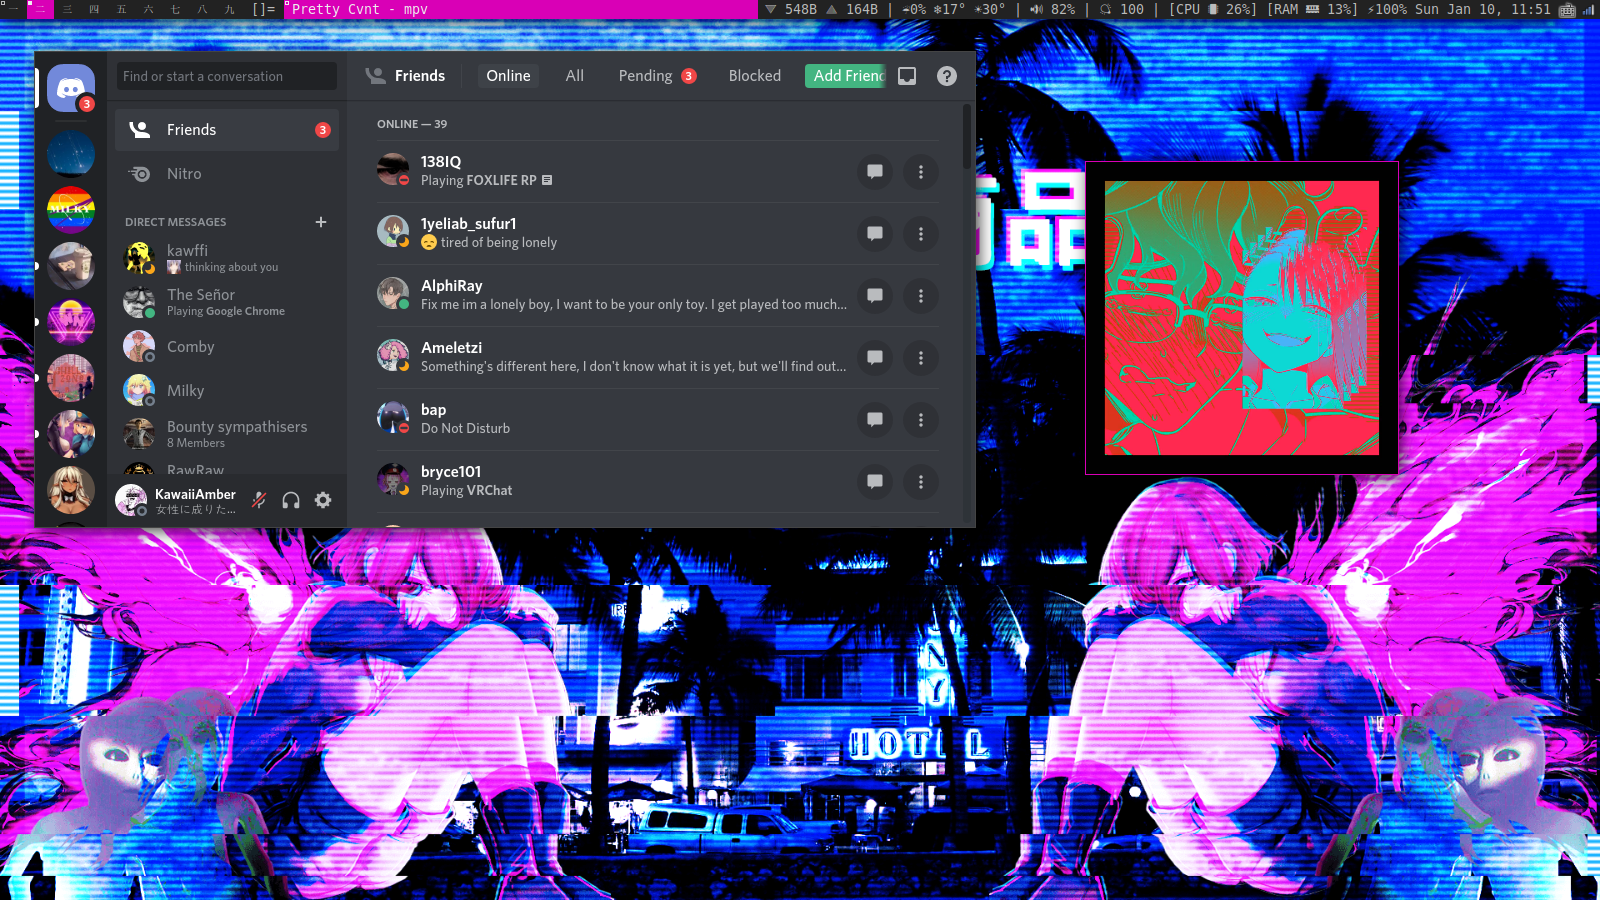 一 二 三 四 五 六 七 八 九 []= Pretty Cvnt - mpv 548B 164B | 0% 17° 30° | 82% | 100 | [CPU 26%] [RAM 13%] 100% Sun Jan 10, 11:51
Find or start a conversation
Friends Online All Pending 3 Blocked Add Friend
3
Friends 3
Nitro
DIRECT MESSAGES
kawffi
thinking about you
The Señor
Playing Google Chrome
Comby
Milky
Bounty sympathisers
8 Members
RawRaw
KawaiiAmber
女性に成りた...
MILKY
ONLINE — 39
138IQ
Playing FOXLIFE RP
1yeliab_sufur1
tired of being lonely
AlphiRay
Fix me im a lonely boy, I want to be your only toy. I get played too much...
Ameletzi
Something's different here, I don't know what it is yet, but we'll find out...
bap
Do Not Disturb
bryce101
Playing VRChat
品
NY
HOTEL